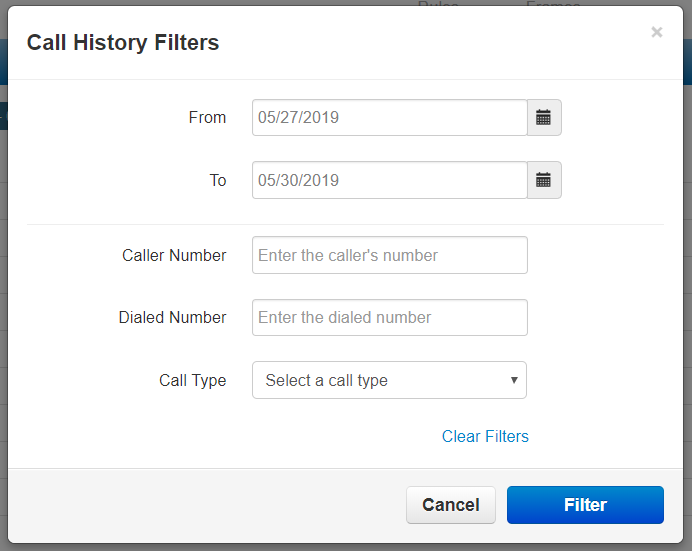 Call History Filters
×
From 05/27/2019
To 05/30/2019
Caller Number Enter the caller's number
Dialed Number Enter the dialed number
Call Type Select a call type
Clear Filters
Cancel Filter